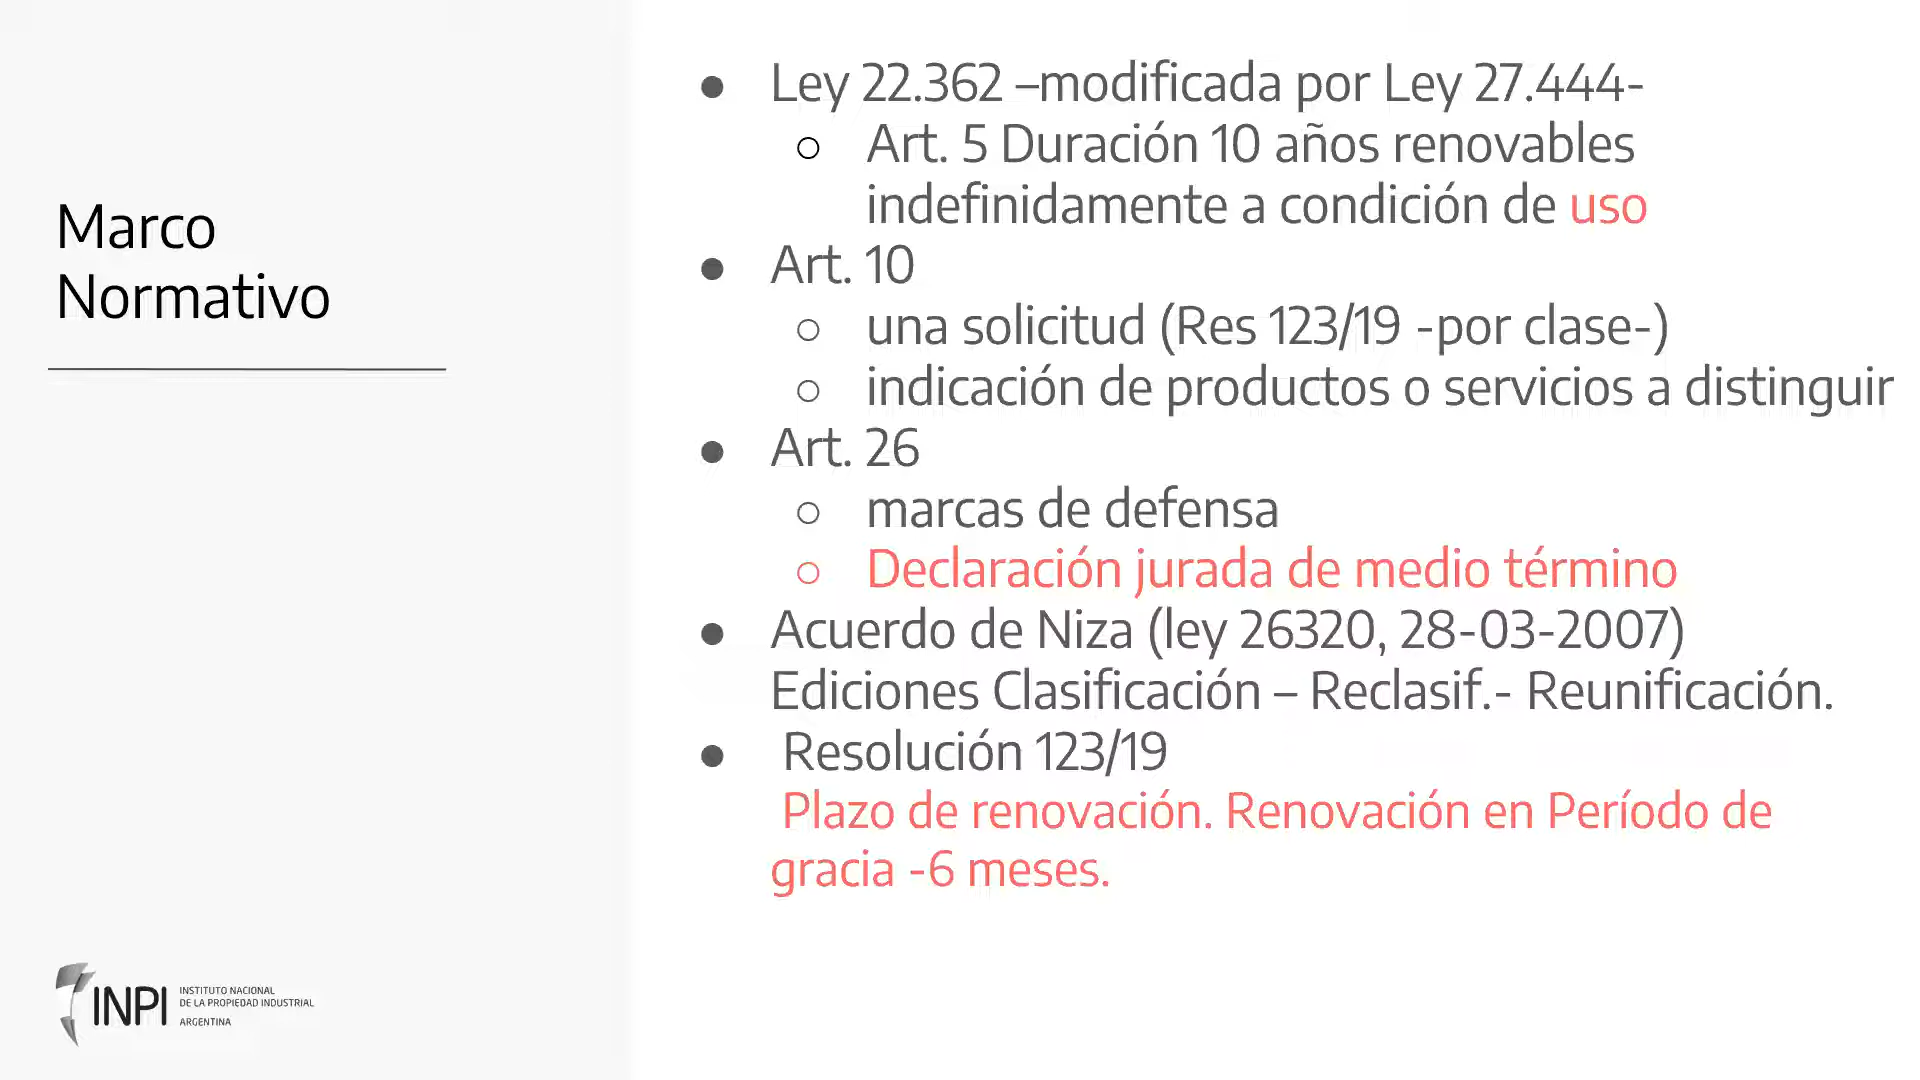 Marco
Normativo
● Ley 22.362 –modificada por Ley 27.444-
○ Art. 5 Duración 10 años renovables
indefinidamente a condición de uso
● Art. 10
○ una solicitud (Res 123/19 -por clase-)
○ indicación de productos o servicios a distinguir
● Art. 26
○ marcas de defensa
○ Declaración jurada de medio término
● Acuerdo de Niza (ley 26320, 28-03-2007)
Ediciones Clasificación – Reclasif.- Reunificación.
● Resolución 123/19
Plazo de renovación. Renovación en Período de
gracia -6 meses.
INPI
INSTITUTO NACIONAL
DE LA PROPIEDAD INDUSTRIAL
ARGENTINA